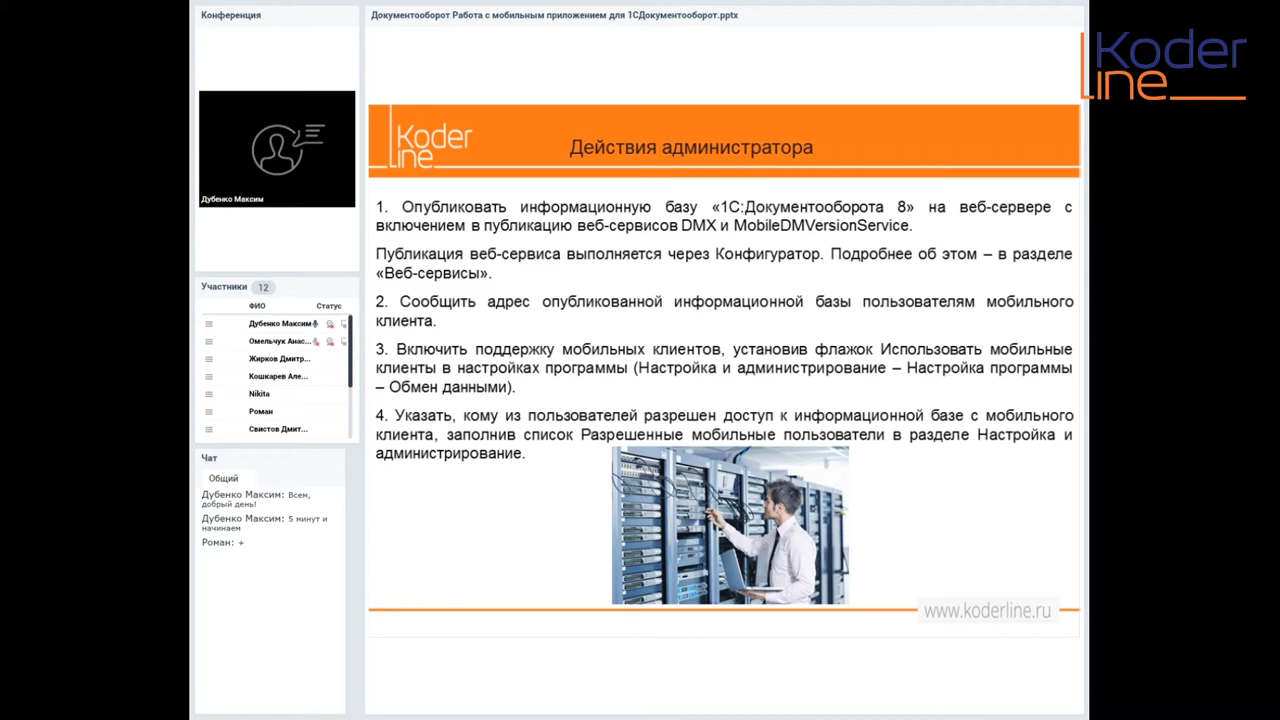 Конференция
Документооборот Работа с мобильным приложением для 1СДокументооборот.pptx
Koder
line
Дубенко Максим
Koder
line
Действия администратора
1. Опубликовать информационную базу «1С:Документооборота 8» на веб-сервере с
включением в публикацию веб-сервисов DMX и MobileDMVersionService.
Публикация веб-сервиса выполняется через Конфигуратор. Подробнее об этом – в разделе
«Веб-сервисы».
2. Сообщить адрес опубликованной информационной базы пользователям мобильного
клиента.
3. Включить поддержку мобильных клиентов, установив флажок Использовать мобильные
клиенты в настройках программы (Настройка и администрирование – Настройка программы
– Обмен данными).
4. Указать, кому из пользователей разрешен доступ к информационной базе с мобильного
клиента, заполнив список Разрешенные мобильные пользователи в разделе Настройка и
администрирование.
www.koderline.ru
Участники 12
ФИО Статус
Дубенко Максим
Омельчук Анас...
Жирков Дмитр...
Кошкарев Але...
Nikita
Роман
Свистов Дмит...
Чат
Общий
Дубенко Максим: Всем,
добрый день!
Дубенко Максим: 5 минут и
начинаем
Роман: +